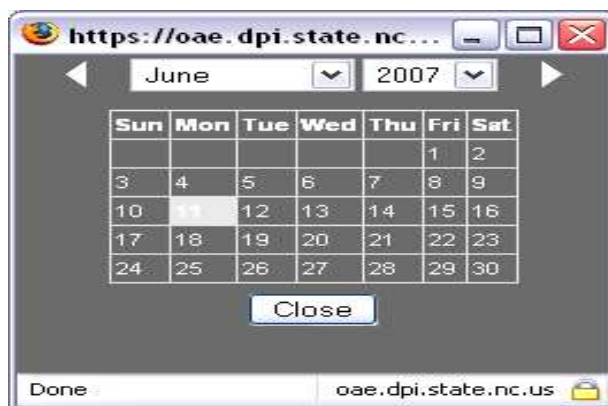 https://oae.dpi.state.nc...
June 2007
Sun Mon Tue Wed Thu Fri Sat
1 2
3 4 5 6 7 8 9
10 11 12 13 14 15 16
17 18 19 20 21 22 23
24 25 26 27 28 29 30
Close
Done oae.dpi.state.nc.us